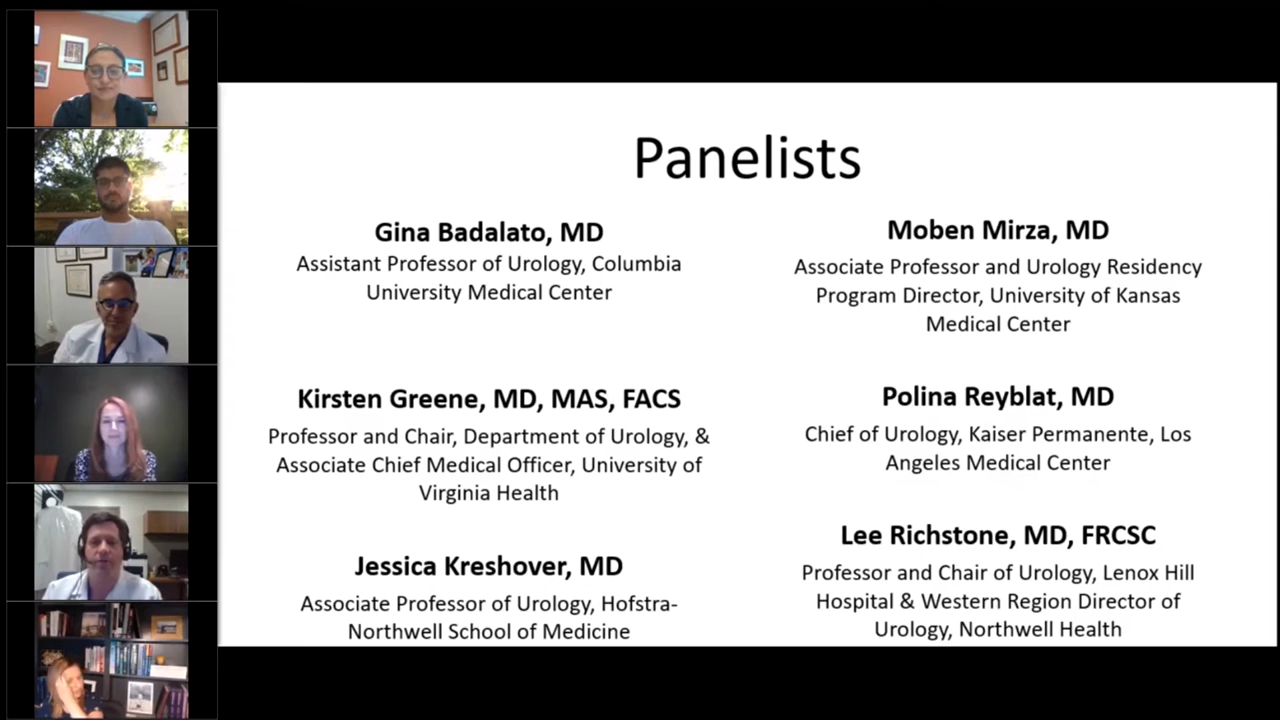 Panelists
Gina Badalato, MD
Assistant Professor of Urology, Columbia
University Medical Center
Kirsten Greene, MD, MAS, FACS
Professor and Chair, Department of Urology, &
Associate Chief Medical Officer, University of
Virginia Health
Jessica Kreshover, MD
Associate Professor of Urology, Hofstra-
Northwell School of Medicine
Moben Mirza, MD
Associate Professor and Urology Residency
Program Director, University of Kansas
Medical Center
Polina Reyblat, MD
Chief of Urology, Kaiser Permanente, Los
Angeles Medical Center
Lee Richstone, MD, FRCSC
Professor and Chair of Urology, Lenox Hill
Hospital & Western Region Director of
Urology, Northwell Health